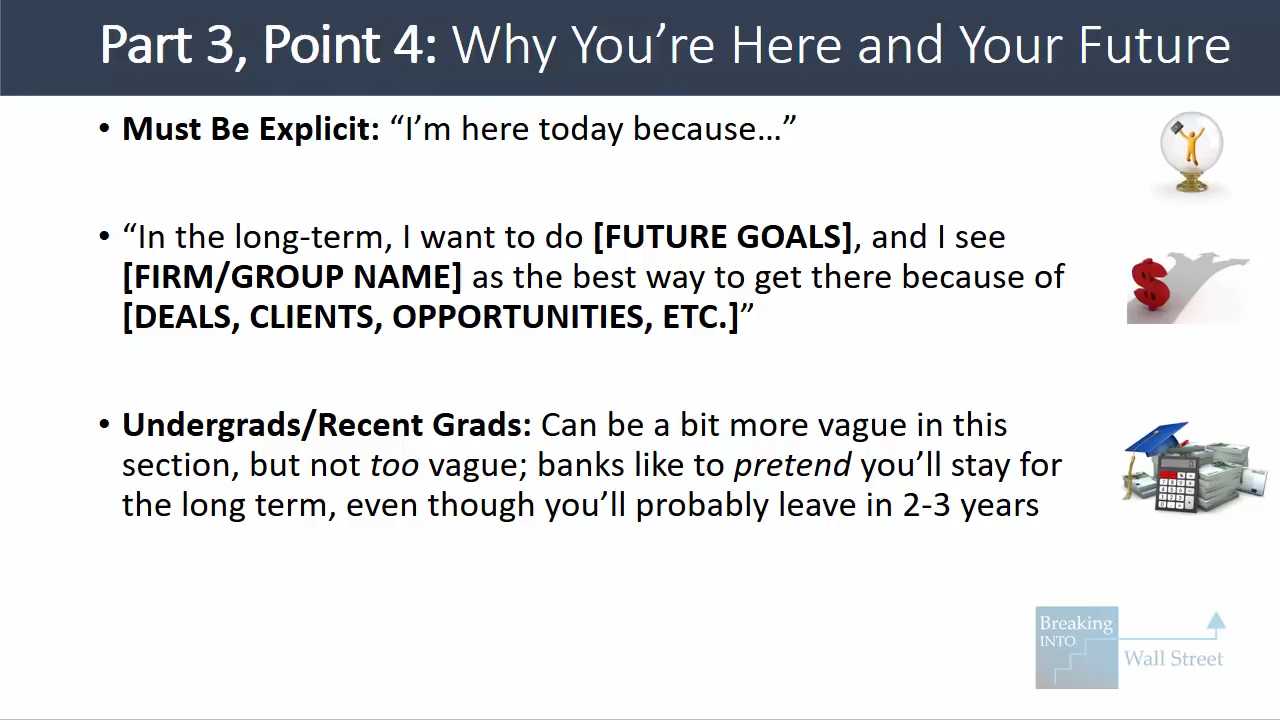 Part 3, Point 4: Why You’re Here and Your Future
• Must Be Explicit: “I’m here today because…”
• “In the long-term, I want to do [FUTURE GOALS], and I see
[FIRM/GROUP NAME] as the best way to get there because of
[DEALS, CLIENTS, OPPORTUNITIES, ETC.]”
• Undergrads/Recent Grads: Can be a bit more vague in this
section, but not too vague; banks like to pretend you’ll stay for
the long term, even though you’ll probably leave in 2-3 years
Breaking
INTO
Wall Street